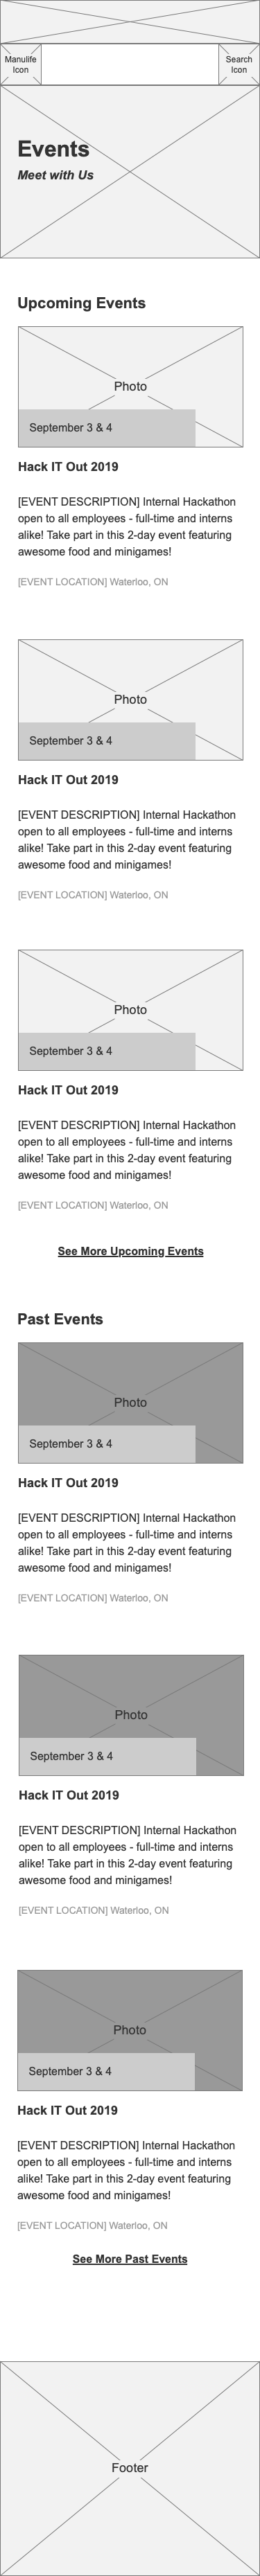 Manulife
Icon
Search
Icon
Events
Meet with Us
Upcoming Events
Photo
September 3 & 4
Hack IT Out 2019
[EVENT DESCRIPTION] Internal Hackathon
open to all employees - full-time and interns
alike! Take part in this 2-day event featuring
awesome food and minigames!
[EVENT LOCATION] Waterloo, ON
Photo
September 3 & 4
Hack IT Out 2019
[EVENT DESCRIPTION] Internal Hackathon
open to all employees - full-time and interns
alike! Take part in this 2-day event featuring
awesome food and minigames!
[EVENT LOCATION] Waterloo, ON
Photo
September 3 & 4
Hack IT Out 2019
[EVENT DESCRIPTION] Internal Hackathon
open to all employees - full-time and interns
alike! Take part in this 2-day event featuring
awesome food and minigames!
[EVENT LOCATION] Waterloo, ON
See More Upcoming Events
Past Events
Photo
September 3 & 4
Hack IT Out 2019
[EVENT DESCRIPTION] Internal Hackathon
open to all employees - full-time and interns
alike! Take part in this 2-day event featuring
awesome food and minigames!
[EVENT LOCATION] Waterloo, ON
Photo
September 3 & 4
Hack IT Out 2019
[EVENT DESCRIPTION] Internal Hackathon
open to all employees - full-time and interns
alike! Take part in this 2-day event featuring
awesome food and minigames!
[EVENT LOCATION] Waterloo, ON
Photo
September 3 & 4
Hack IT Out 2019
[EVENT DESCRIPTION] Internal Hackathon
open to all employees - full-time and interns
alike! Take part in this 2-day event featuring
awesome food and minigames!
[EVENT LOCATION] Waterloo, ON
See More Past Events
Footer